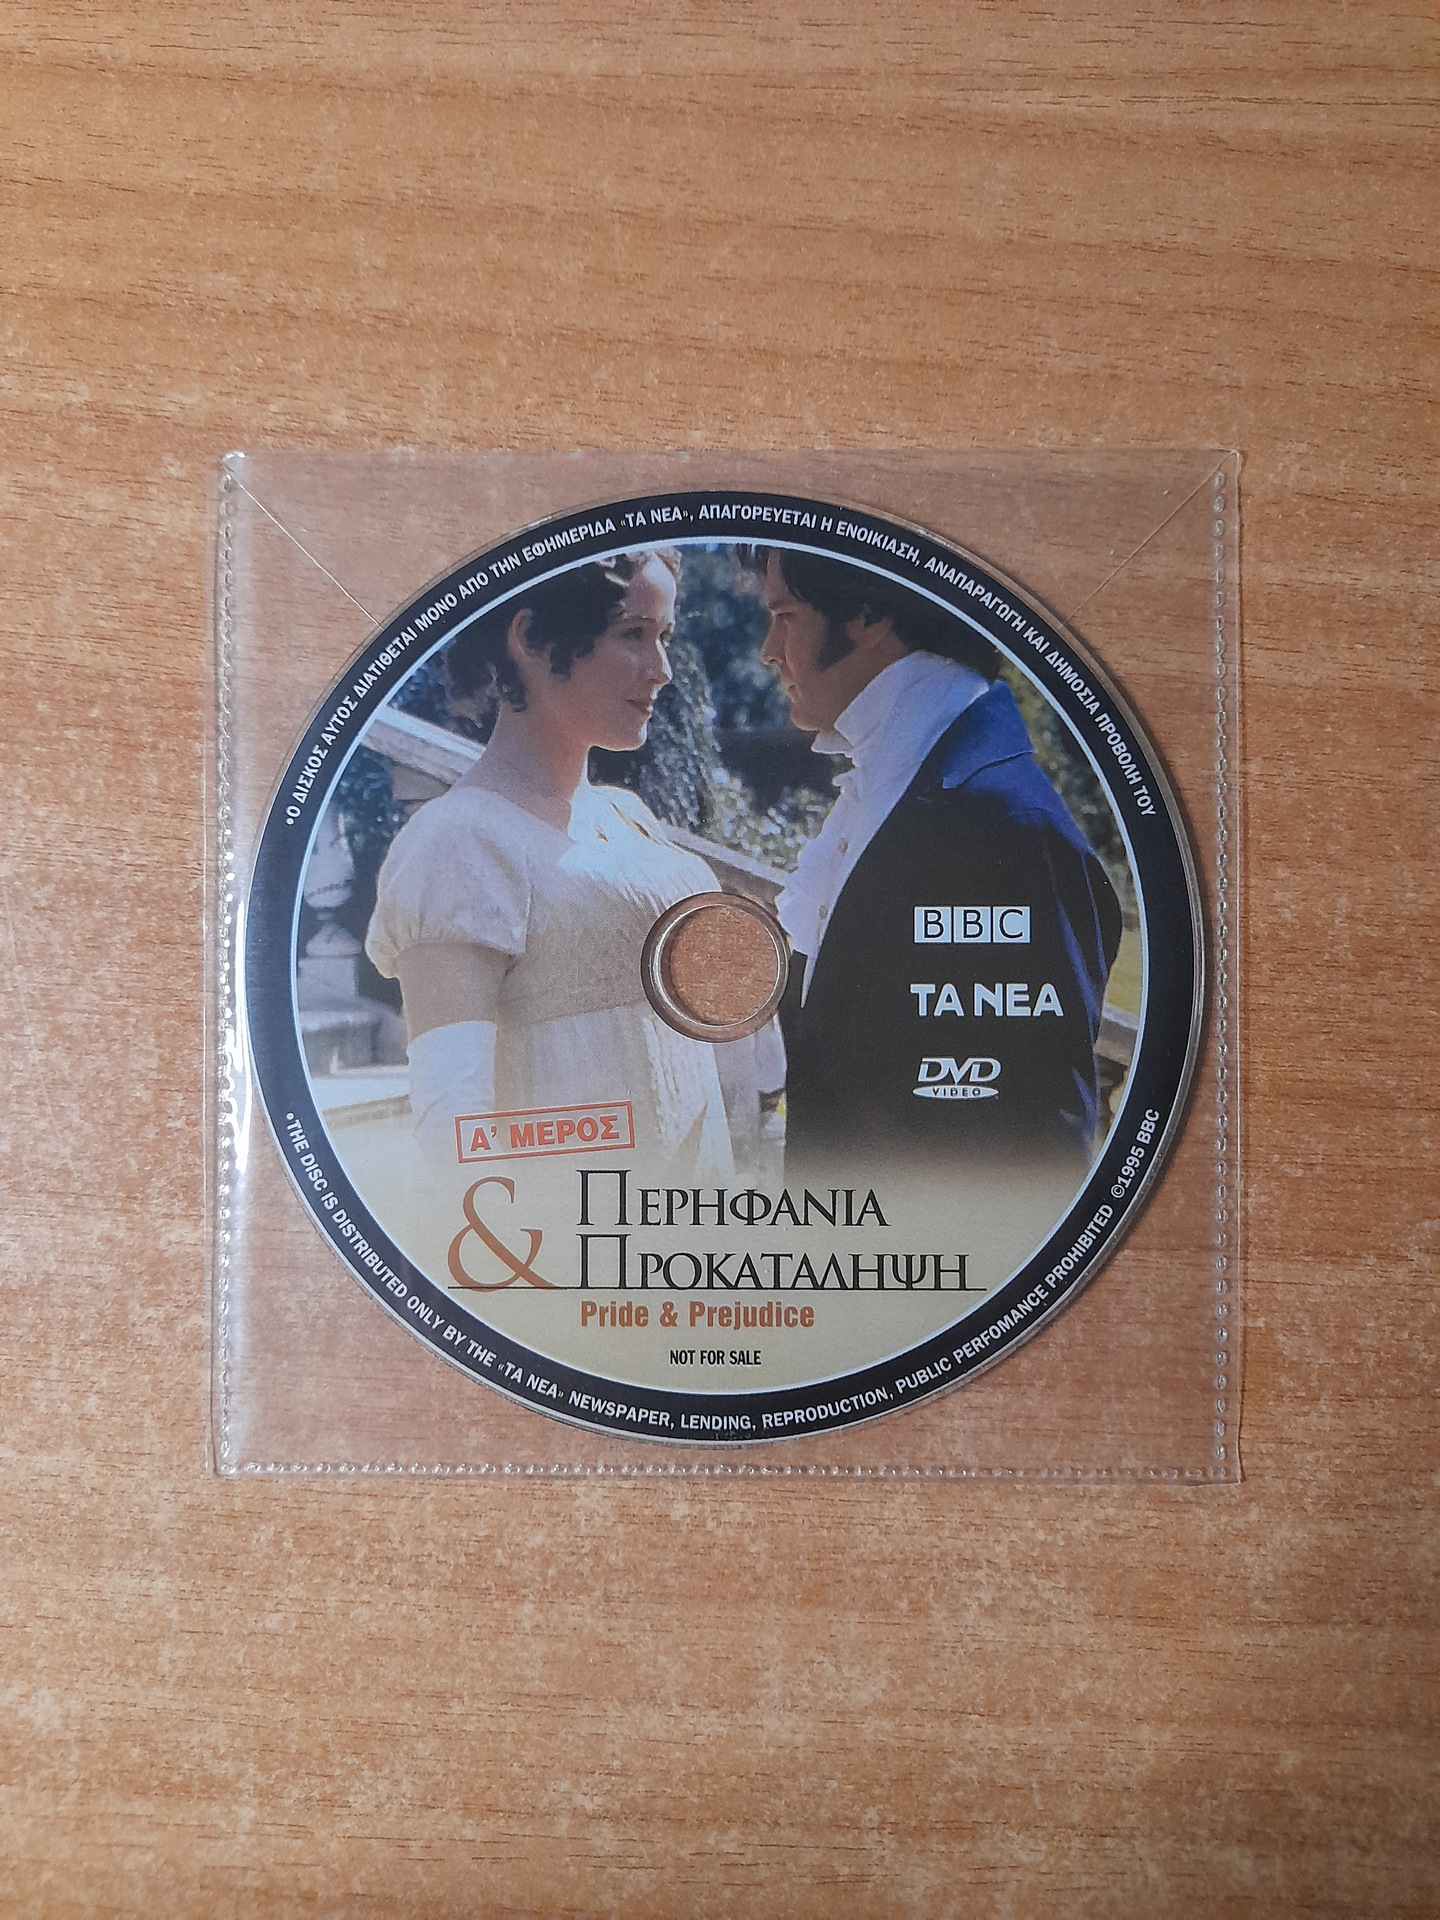 •Ο ΔΙΣΚΟΣ ΑΥΤΟΣ ΔΙΑΤΙΘΕΤΑΙ ΜΟΝΟ ΑΠΟ ΤΗΝ ΕΦΗΜΕΡΙΔΑ «ΤΑ ΝΕΑ», ΑΠΑΓΟΡΕΥΕΤΑΙ Η ΕΝΟΙΚΙΑΣΗ, ΑΝΑΠΑΡΑΓΩΓΗ ΚΑΙ ΔΗΜΟΣΙΑ ΠΡΟΒΟΛΗ ΤΟΥ
BBC
ΤΑ ΝΕΑ
DVD
VIDEO
Α' ΜΕΡΟΣ
& ΠΕΡΗΦΑΝΙΑ
ΠΡΟΚΑΤΑΛΗΨΗ
Pride & Prejudice
NOT FOR SALE
•THE DISC IS DISTRIBUTED ONLY BY THE «TA NEA» NEWSPAPER, LENDING, REPRODUCTION, PUBLIC PERFOMANCE PROHIBITED ©1995 BBC